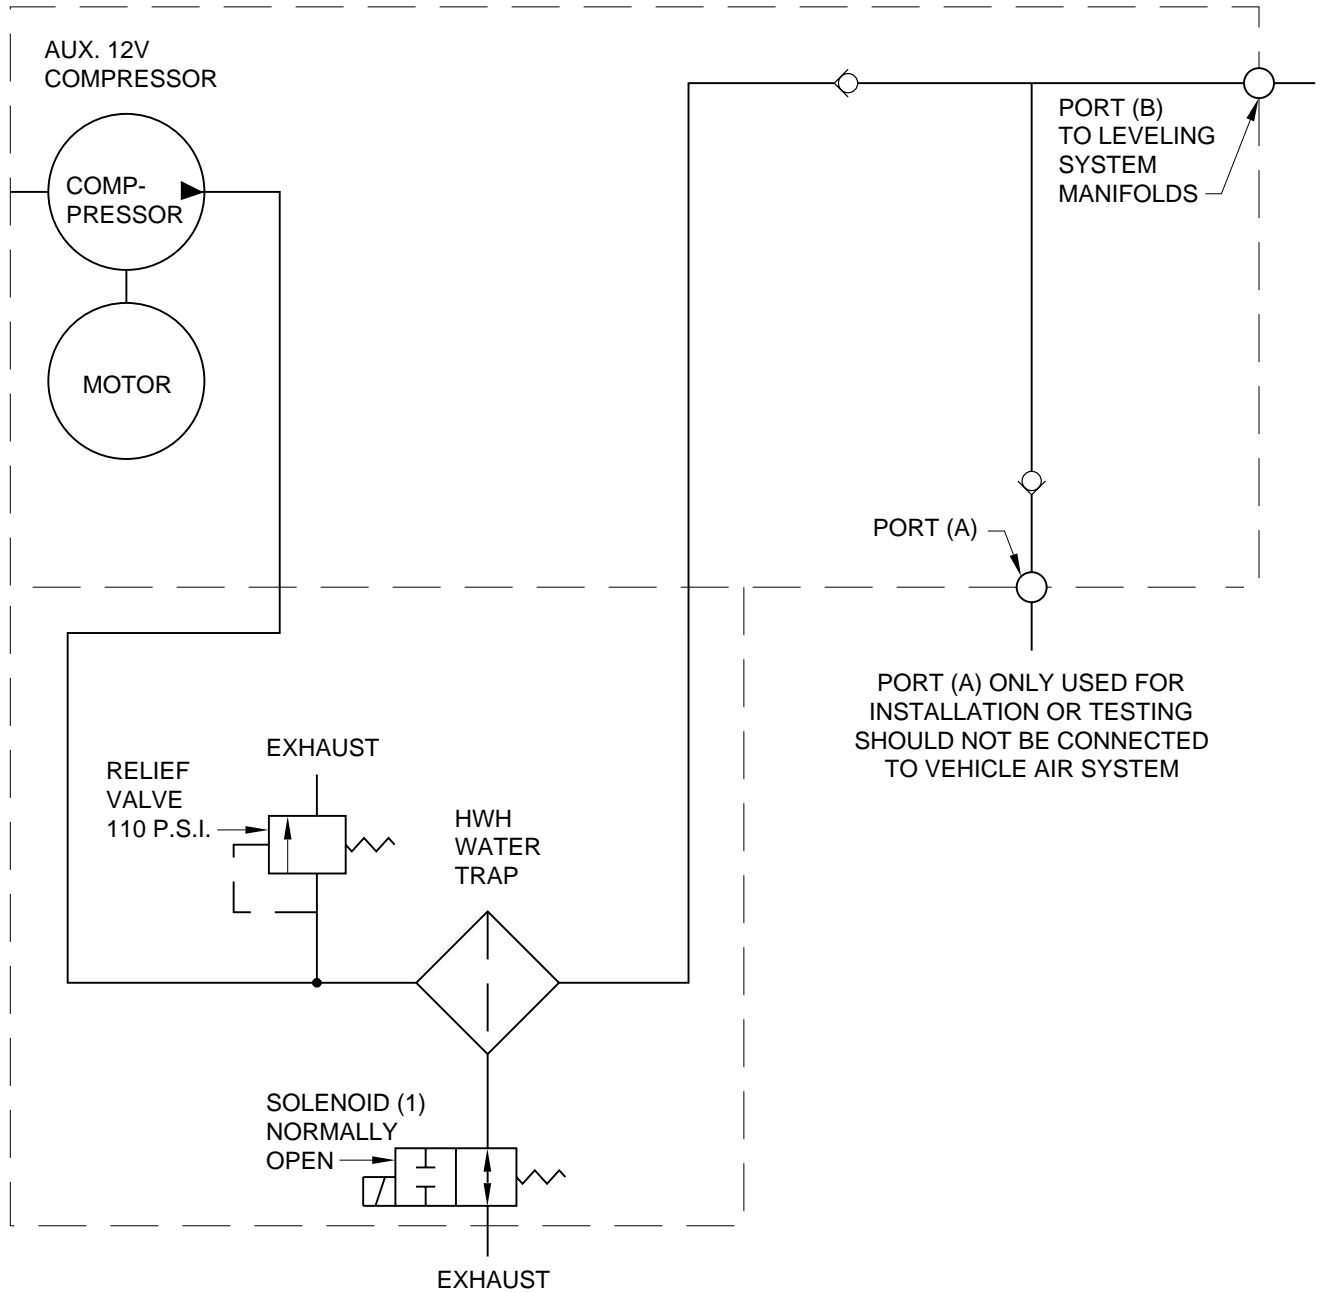 AUX. 12V
COMPRESSOR
COMP-
PRESSOR
MOTOR
PORT (B)
TO LEVELING
SYSTEM
MANIFOLDS
PORT (A)
PORT (A) ONLY USED FOR
INSTALLATION OR TESTING
SHOULD NOT BE CONNECTED
TO VEHICLE AIR SYSTEM
EXHAUST
RELIEF
VALVE
110 P.S.I.
HWH
WATER
TRAP
SOLENOID (1)
NORMALLY
OPEN
EXHAUST